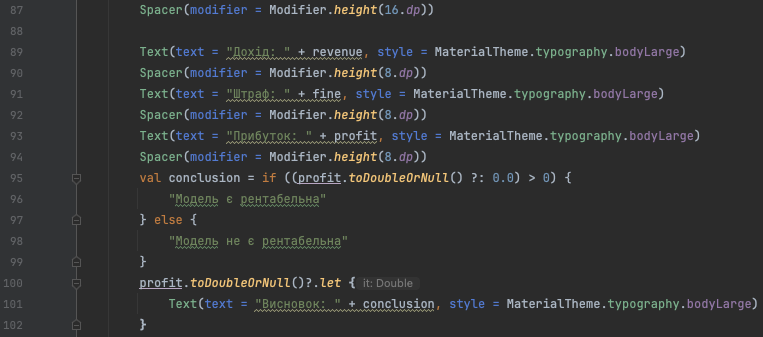 87 Spacer(modifier = Modifier.height(16.dp))
88
89 Text(text = "Дохід: " + revenue, style = MaterialTheme.typography.bodyLarge)
90 Spacer(modifier = Modifier.height(8.dp))
91 Text(text = "Штраф: " + fine, style = MaterialTheme.typography.bodyLarge)
92 Spacer(modifier = Modifier.height(8.dp))
93 Text(text = "Прибуток: " + profit, style = MaterialTheme.typography.bodyLarge)
94 Spacer(modifier = Modifier.height(8.dp))
95 val conclusion = if ((profit.toDoubleOrNull() ?: 0.0) > 0) {
96 "Модель є рентабельна"
97 } else {
98 "Модель не є рентабельна"
99 }
100 profit.toDoubleOrNull()?.let { it: Double
101 Text(text = "Висновок: " + conclusion, style = MaterialTheme.typography.bodyLarge)
102 }